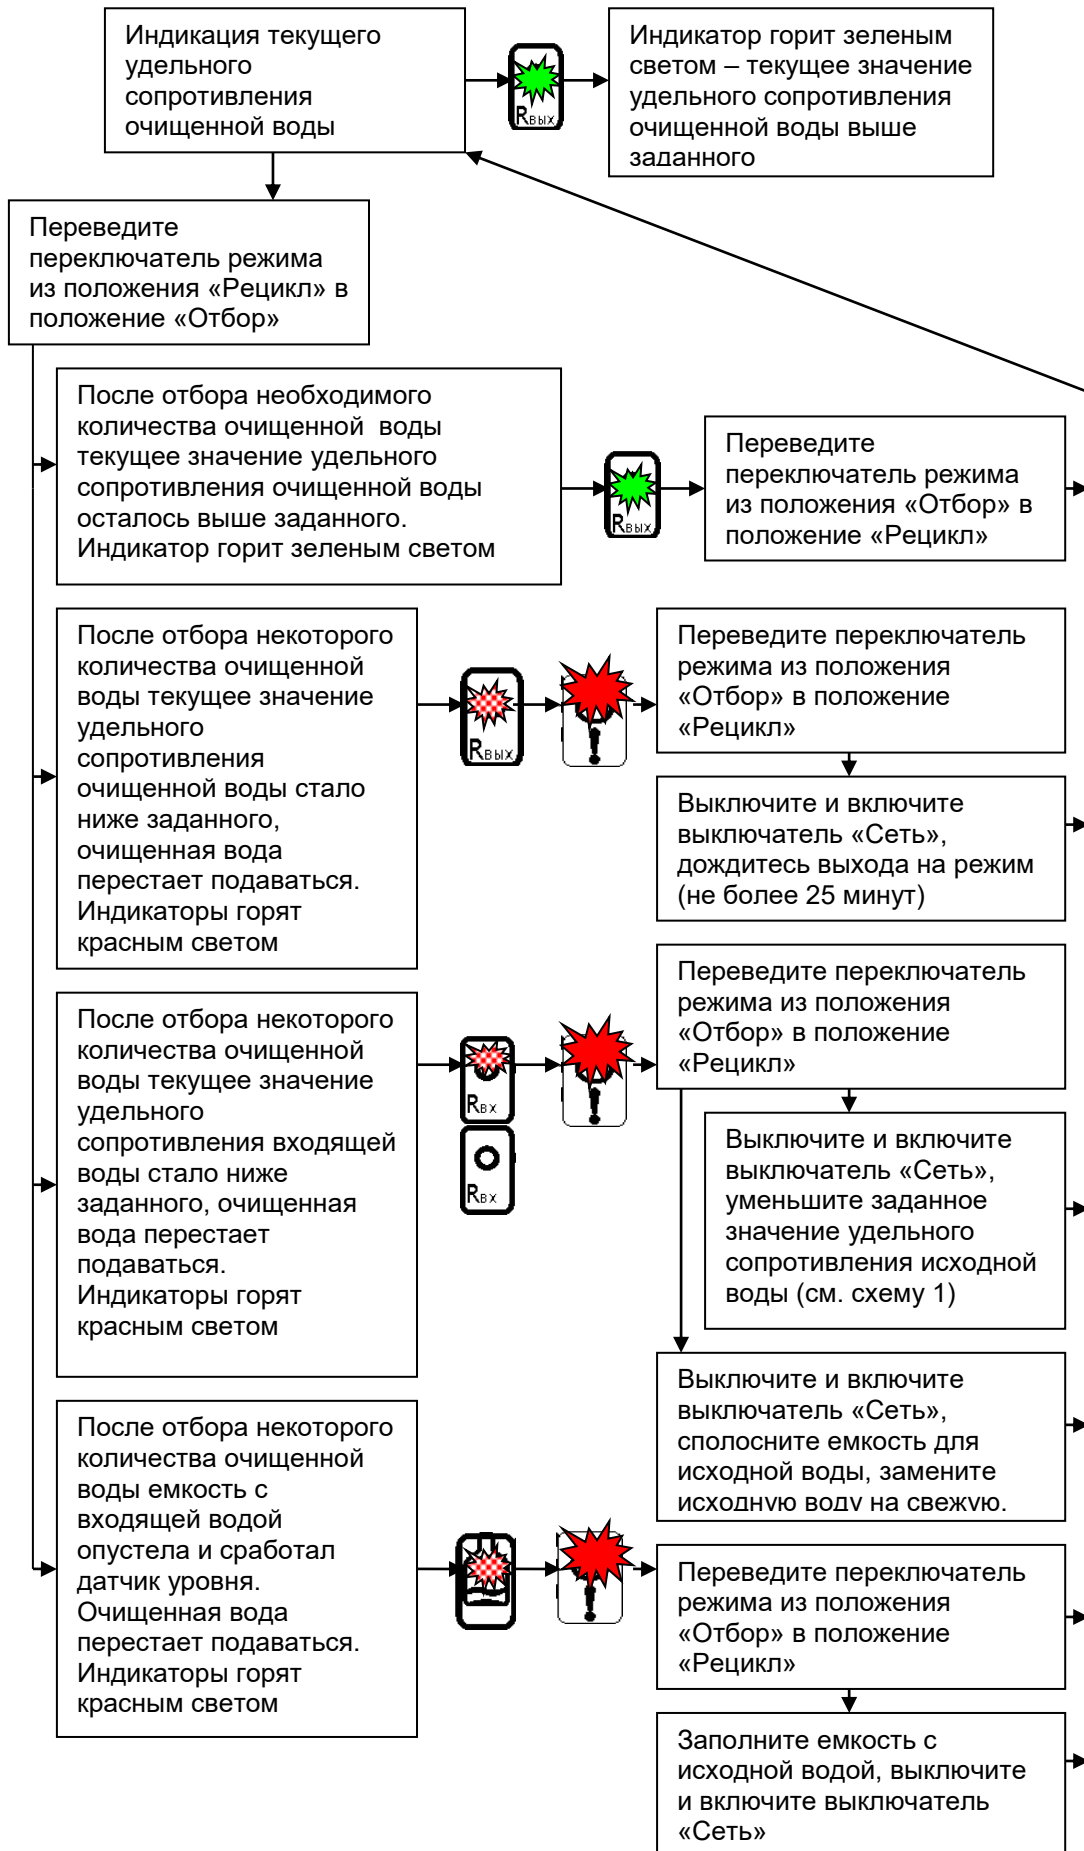 Индикация текущего
удельного
сопротивления
очищенной воды
Rвых
Индикатор горит зеленым
светом – текущее значение
удельного сопротивления
очищенной воды выше
заданного
Переведите
переключатель режима
из положения «Рецикл» в
положение «Отбор»
После отбора необходимого
количества очищенной воды
текущее значение удельного
сопротивления очищенной воды
осталось выше заданного.
Индикатор горит зеленым светом
Rвых
Переведите
переключатель режима
из положения «Отбор» в
положение «Рецикл»
После отбора некоторого
количества очищенной
воды текущее значение
удельного
сопротивления
очищенной воды стало
ниже заданного,
очищенная вода
перестает подаваться.
Индикаторы горят
красным светом
Rвых
!
Переведите переключатель
режима из положения
«Отбор» в положение
«Рецикл»
Выключите и включите
выключатель «Сеть»,
дождитесь выхода на режим
(не более 25 минут)
После отбора некоторого
количества очищенной
воды текущее значение
удельного
сопротивления входящей
воды стало ниже
заданного, очищенная
вода перестает
подаваться.
Индикаторы горят
красным светом
Rвх
!
Rвх
Переведите переключатель
режима из положения
«Отбор» в положение
«Рецикл»
Выключите и включите
выключатель «Сеть»,
уменьшите заданное
значение удельного
сопротивления исходной
воды (см. схему 1)
Выключите и включите
выключатель «Сеть»,
сполосните емкость для
исходной воды, замените
исходную воду на свежую.
После отбора некоторого
количества очищенной
воды емкость с
входящей водой
опустела и сработал
датчик уровня.
Очищенная вода
перестает подаваться.
Индикаторы горят
красным светом
!
Переведите переключатель
режима из положения
«Отбор» в положение
«Рецикл»
Заполните емкость с
исходной водой, выключите
и включите выключатель
«Сеть»